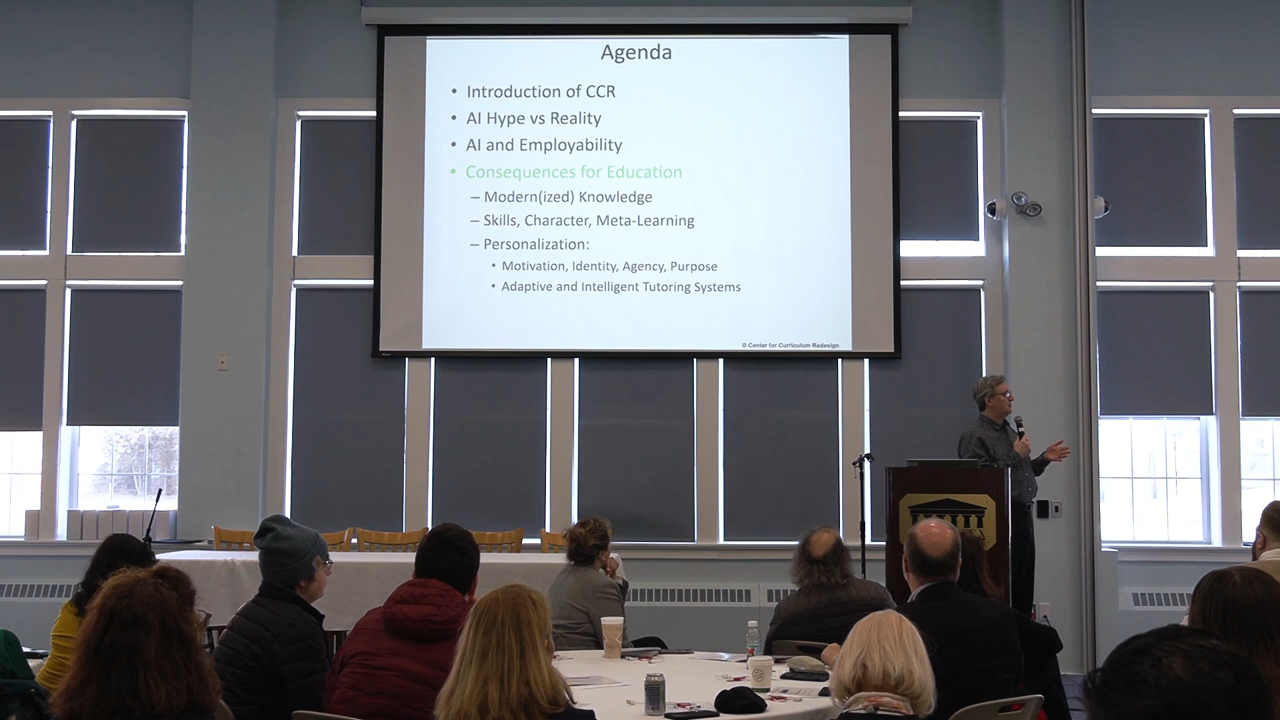 Agenda
• Introduction of CCR
• AI Hype vs Reality
• AI and Employability
• Consequences for Education
– Modern(ized) Knowledge
– Skills, Character, Meta-Learning
– Personalization:
• Motivation, Identity, Agency, Purpose
• Adaptive and Intelligent Tutoring Systems
© Center for Curriculum Redesign